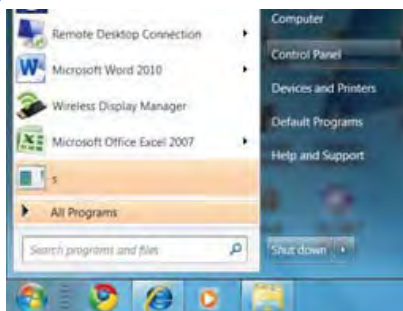 Remote Desktop Connection
Microsoft Word 2010
Wireless Display Manager
Microsoft Office Excel 2007
s
All Programs
Search programs and files
Computer
Control Panel
Devices and Printers
Default Programs
Help and Support
Shut down